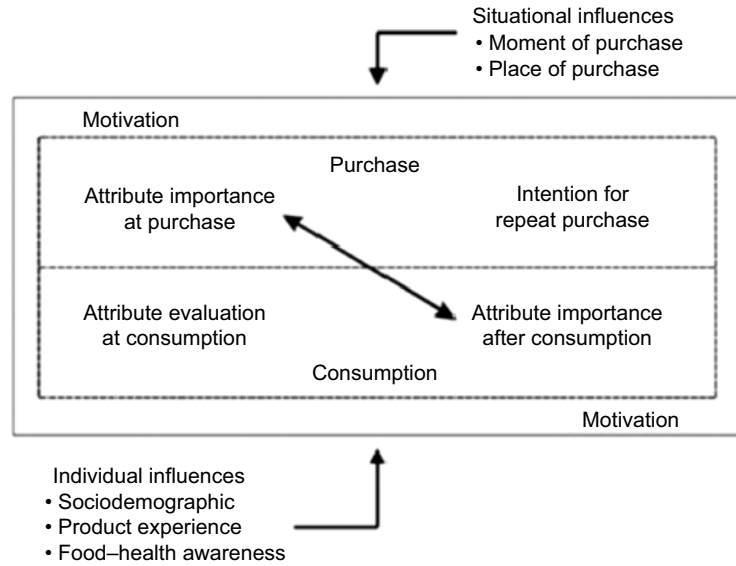 Situational influences
• Moment of purchase
• Place of purchase
Motivation
Purchase
Attribute importance
at purchase
Intention for
repeat purchase
Attribute evaluation
at consumption
Attribute importance
after consumption
Consumption
Motivation
Individual influences
• Sociodemographic
• Product experience
• Food–health awareness